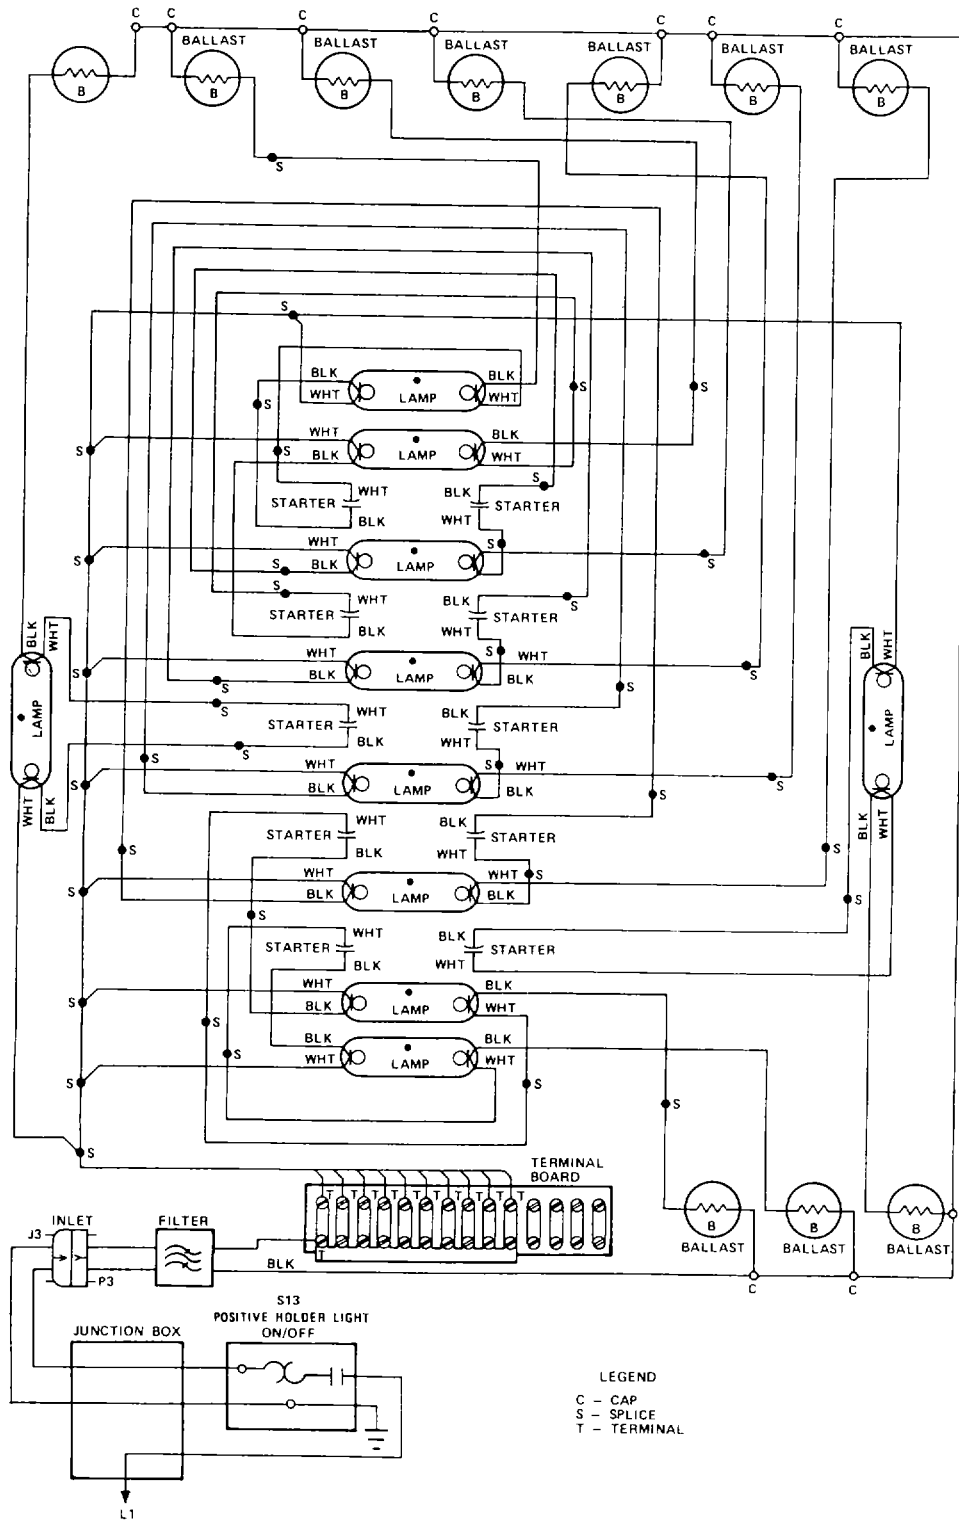 C C C C C C C
BALLAST BALLAST BALLAST BALLAST BALLAST BALLAST
B B B B B B B
S
S
BLK BLK
S WHT LAMP WHT S S
WHT BLK
S BLK S LAMP WHT
WHT BLK S
STARTER STARTER
BLK WHT
WHT S
S S BLK LAMP S
S WHT BLK S
STARTER STARTER
BLK WHT
BLK WHT WHT S WHT BLK WHT
S S BLK LAMP BLK S S
S WHT BLK
LAMP STARTER STARTER LAMP
S BLK WHT
S WHT S WHT
S BLK LAMP BLK S
WHT BLK WHT BLK S BLK WHT
STARTER STARTER
S BLK WHT S
S WHT S WHT
BLK LAMP BLK S
S WHT BLK
STARTER STARTER
BLK WHT
S WHT BLK
S BLK LAMP WHT
S BLK BLK
S WHT LAMP WHT S
S
S
TERMINAL
BOARD
T T T T T T T T T
T
B B B
BALLAST BALLAST BALLAST
C C
INLET FILTER
J3
P3
BLK
S13
POSITIVE HOLDER LIGHT
ON/OFF
JUNCTION BOX
L1
LEGEND
C – CAP
S – SPLICE
T – TERMINAL